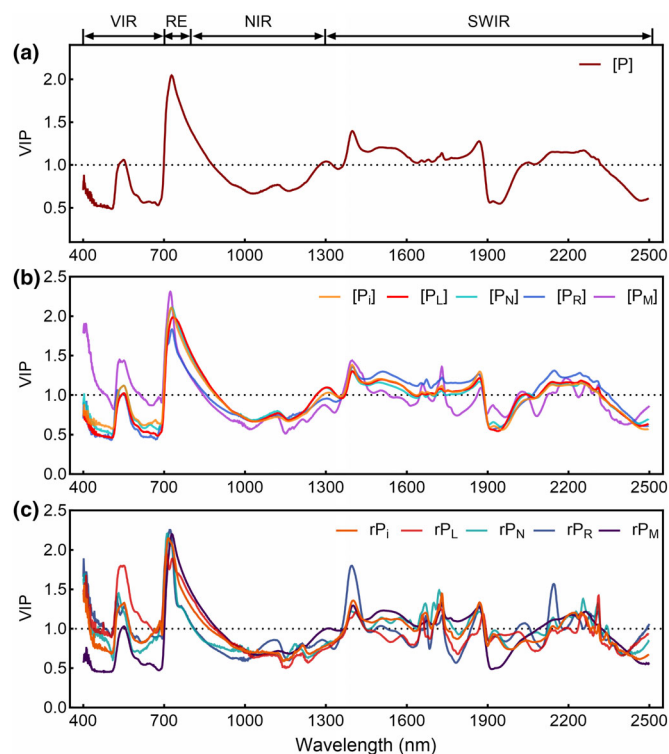 VIR RE NIR SWIR
(a)
[P]
VIP
2.0
1.5
1.0
0.5
400 700 1000 1300 1600 1900 2200 2500
(b)
[Pi] [PL] [PN] [PR] [PM]
VIP
2.5
2.0
1.5
1.0
0.5
0.0
400 700 1000 1300 1600 1900 2200 2500
(c)
rPi rPL rPN rPR rPM
VIP
2.5
2.0
1.5
1.0
0.5
0.0
400 700 1000 1300 1600 1900 2200 2500
Wavelength (nm)